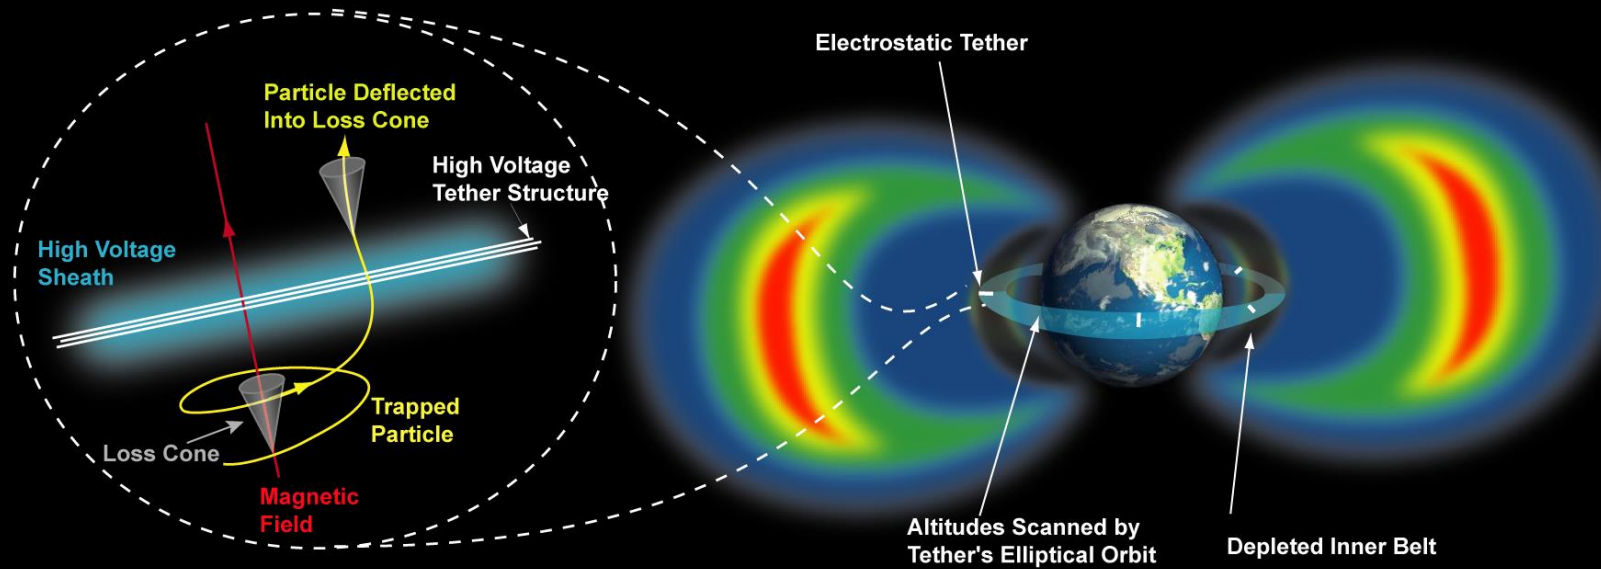 Particle Deflected
Into Loss Cone
High Voltage
Tether Structure
High Voltage
Sheath
Trapped
Particle
Loss Cone
Magnetic
Field
Electrostatic Tether
Altitudes Scanned by
Tether's Elliptical Orbit
Depleted Inner Belt